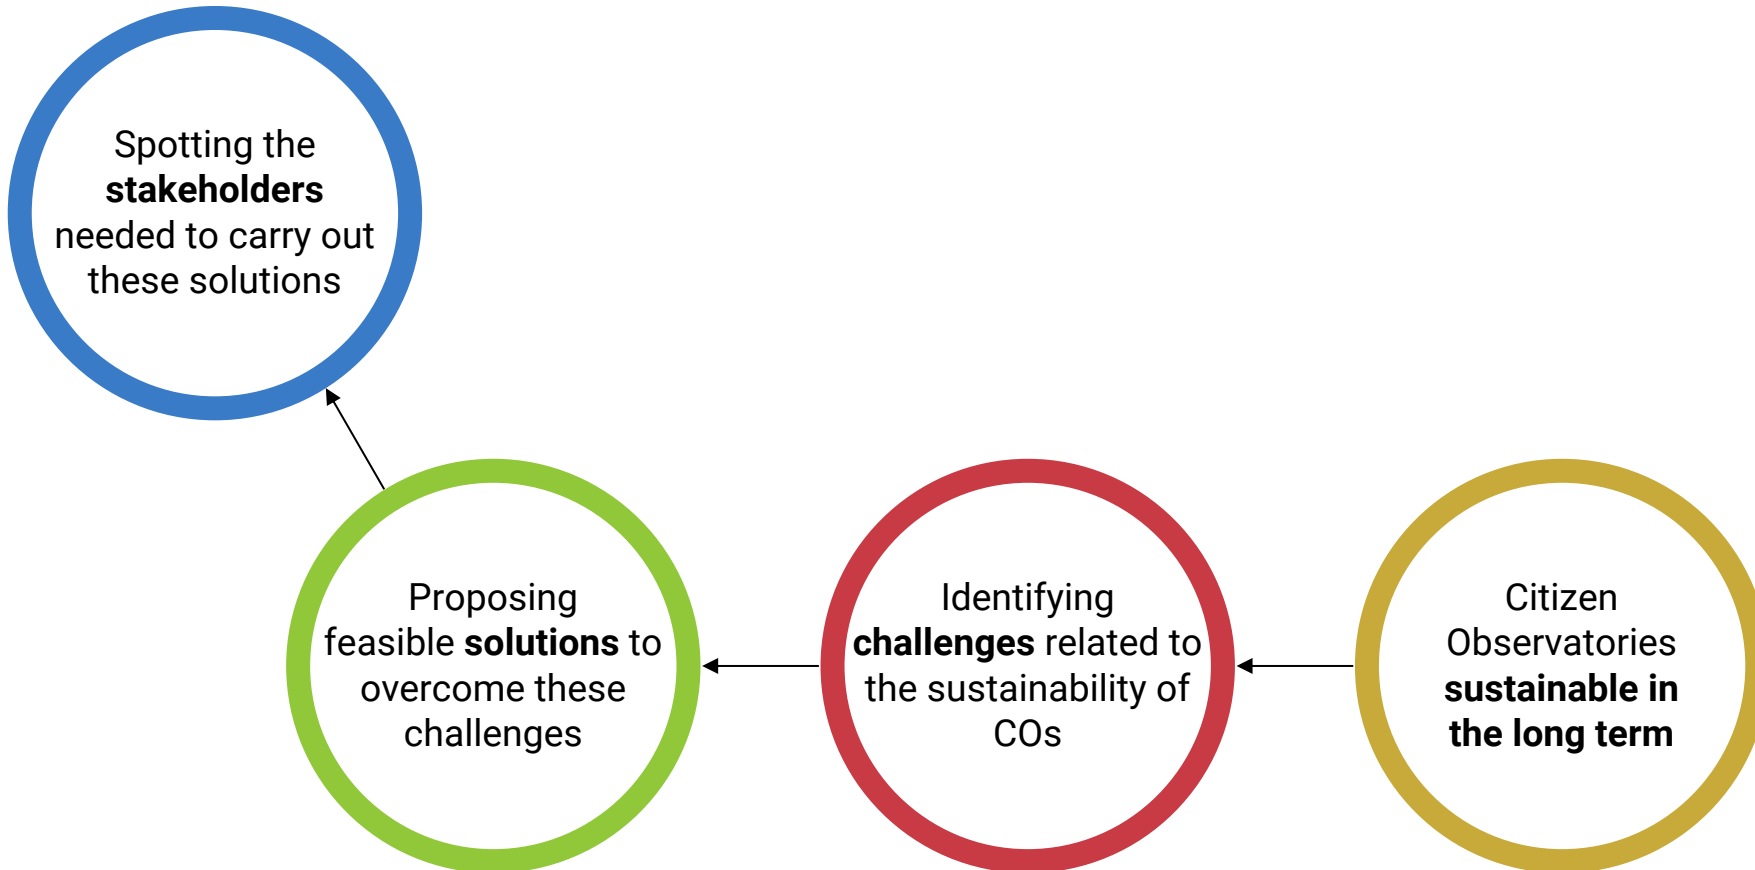 Spotting the
stakeholders
needed to carry out
these solutions
Proposing
feasible solutions to
overcome these
challenges
Identifying
challenges related to
the sustainability of
COs
Citizen
Observatories
sustainable in
the long term